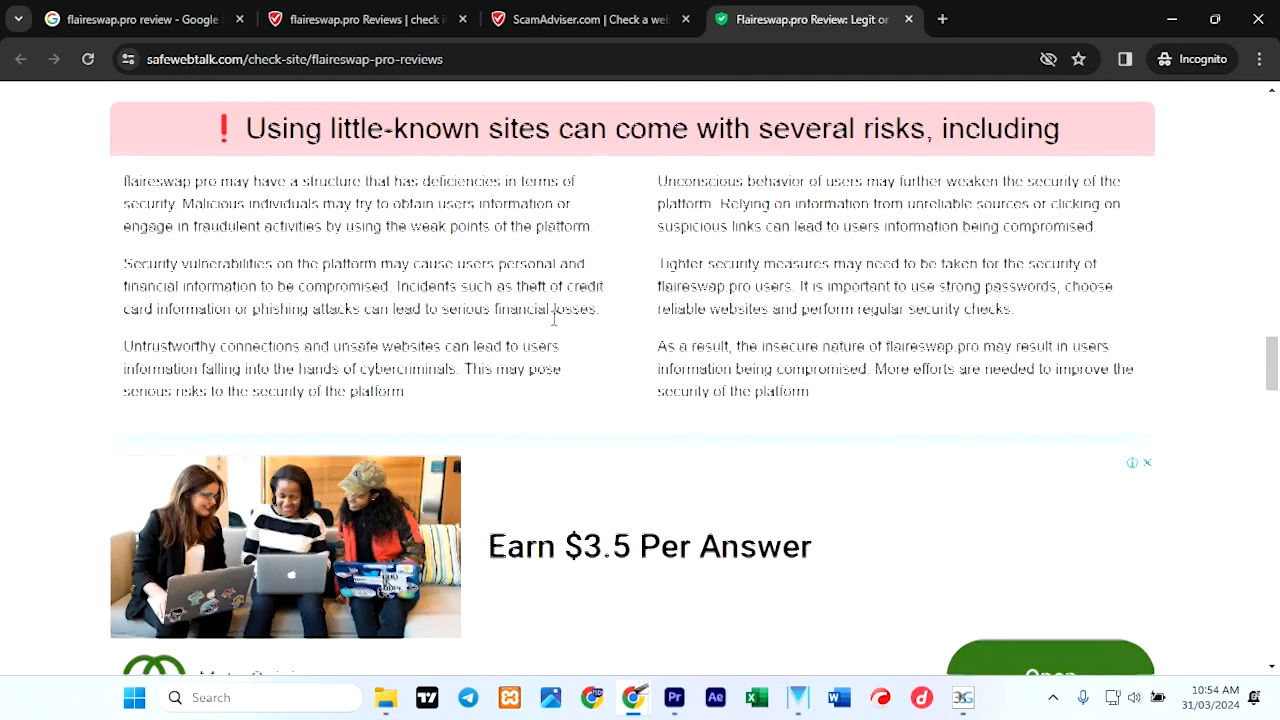 flaireswap.pro review - Google
flaireswap.pro Reviews | check i
ScamAdviser.com | Check a we
Flaireswap.pro Review: Legit or
safewebtalk.com/check-site/flaireswap-pro-reviews
Incognito
❗ Using little-known sites can come with several risks, including
flaireswap pro may have a structure that has deficiencies in terms of
security. Malicious individuals may try to obtain users information or
engage in fraudulent activities by using the weak points of the platform.
Security vulnerabilities on the platform may cause users personal and
financial information to be compromised. Incidents such as theft of credit
card information or phishing attacks can lead to serious financial losses.
Untrustworthy connections and unsafe websites can lead to users
information falling into the hands of cybercriminals. This may pose
serious risks to the security of the platform
Unconscious behavior of users may further weaken the security of the
platform. Relying on information from unreliable sources or clicking on
suspicious links can lead to users information being compromised.
Tighter security measures may need to be taken for the security of
flaireswap.pro users. It is important to use strong passwords, choose
reliable websites and perform regular security checks.
As a result, the insecure nature of flaireswap.pro may result in users
information being compromised. More efforts are needed to improve the
security of the platform
Earn $3.5 Per Answer
Open
Search
Pr
Ae
10:54 AM
31/03/2024